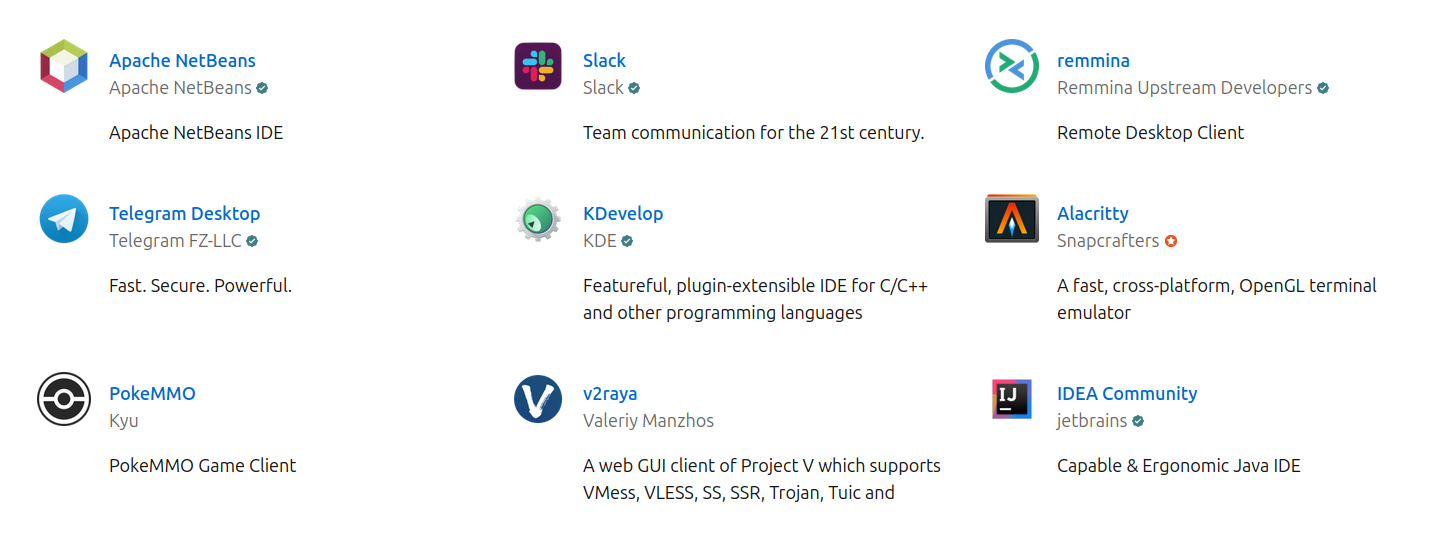 Apache NetBeans
Apache NetBeans
Apache NetBeans IDE
Slack
Slack
Team communication for the 21st century.
remmina
Remmina Upstream Developers
Remote Desktop Client
Telegram Desktop
Telegram FZ-LLC
Fast. Secure. Powerful.
KDevelop
KDE
Featureful, plugin-extensible IDE for C/C++
and other programming languages
Alacritty
Snapcrafters
A fast, cross-platform, OpenGL terminal
emulator
PokeMMO
Kyu
PokeMMO Game Client
V
v2raya
Valeriy Manzhos
A web GUI client of Project V which supports
VMess, VLESS, SS, SSR, Trojan, Tuic and
IJ
IDEA Community
jetbrains
Capable & Ergonomic Java IDE